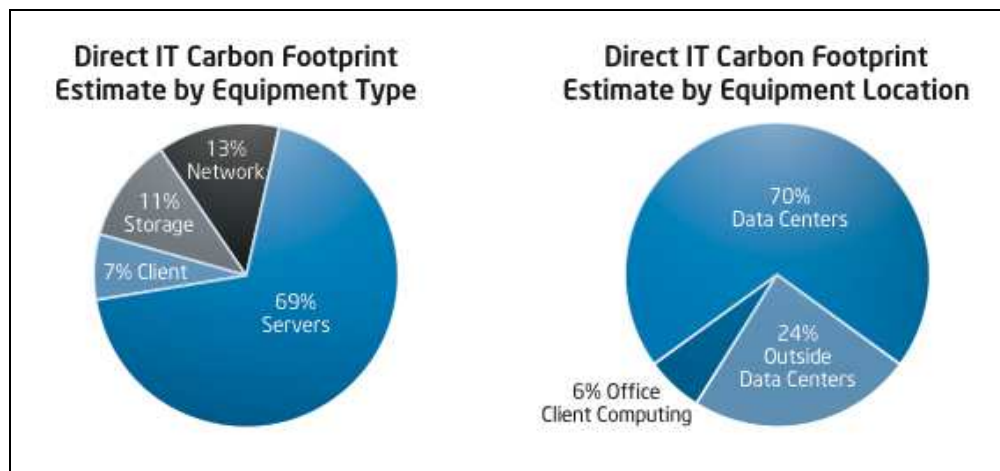 Direct IT Carbon Footprint
Estimate by Equipment Type
13%
Network
11%
Storage
7% Client
69%
Servers
Direct IT Carbon Footprint
Estimate by Equipment Location
70%
Data Centers
24%
Outside
Data Centers
6% Office
Client Computing